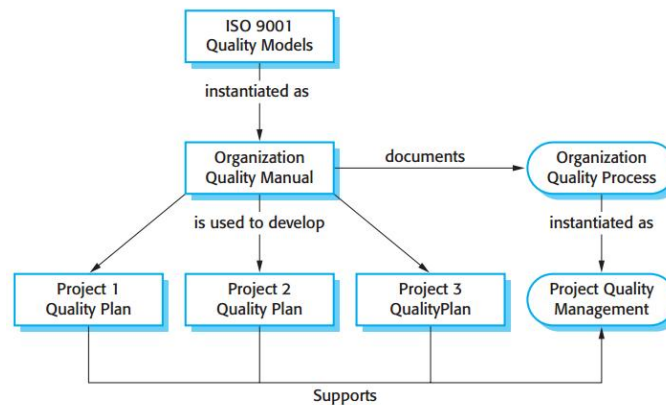 ISO 9001
Quality Models
instantiated as
Organization
Quality Manual
documents
Organization
Quality Process
is used to develop
instantiated as
Project 1
Quality Plan
Project 2
Quality Plan
Project 3
QualityPlan
Project Quality
Management
Supports